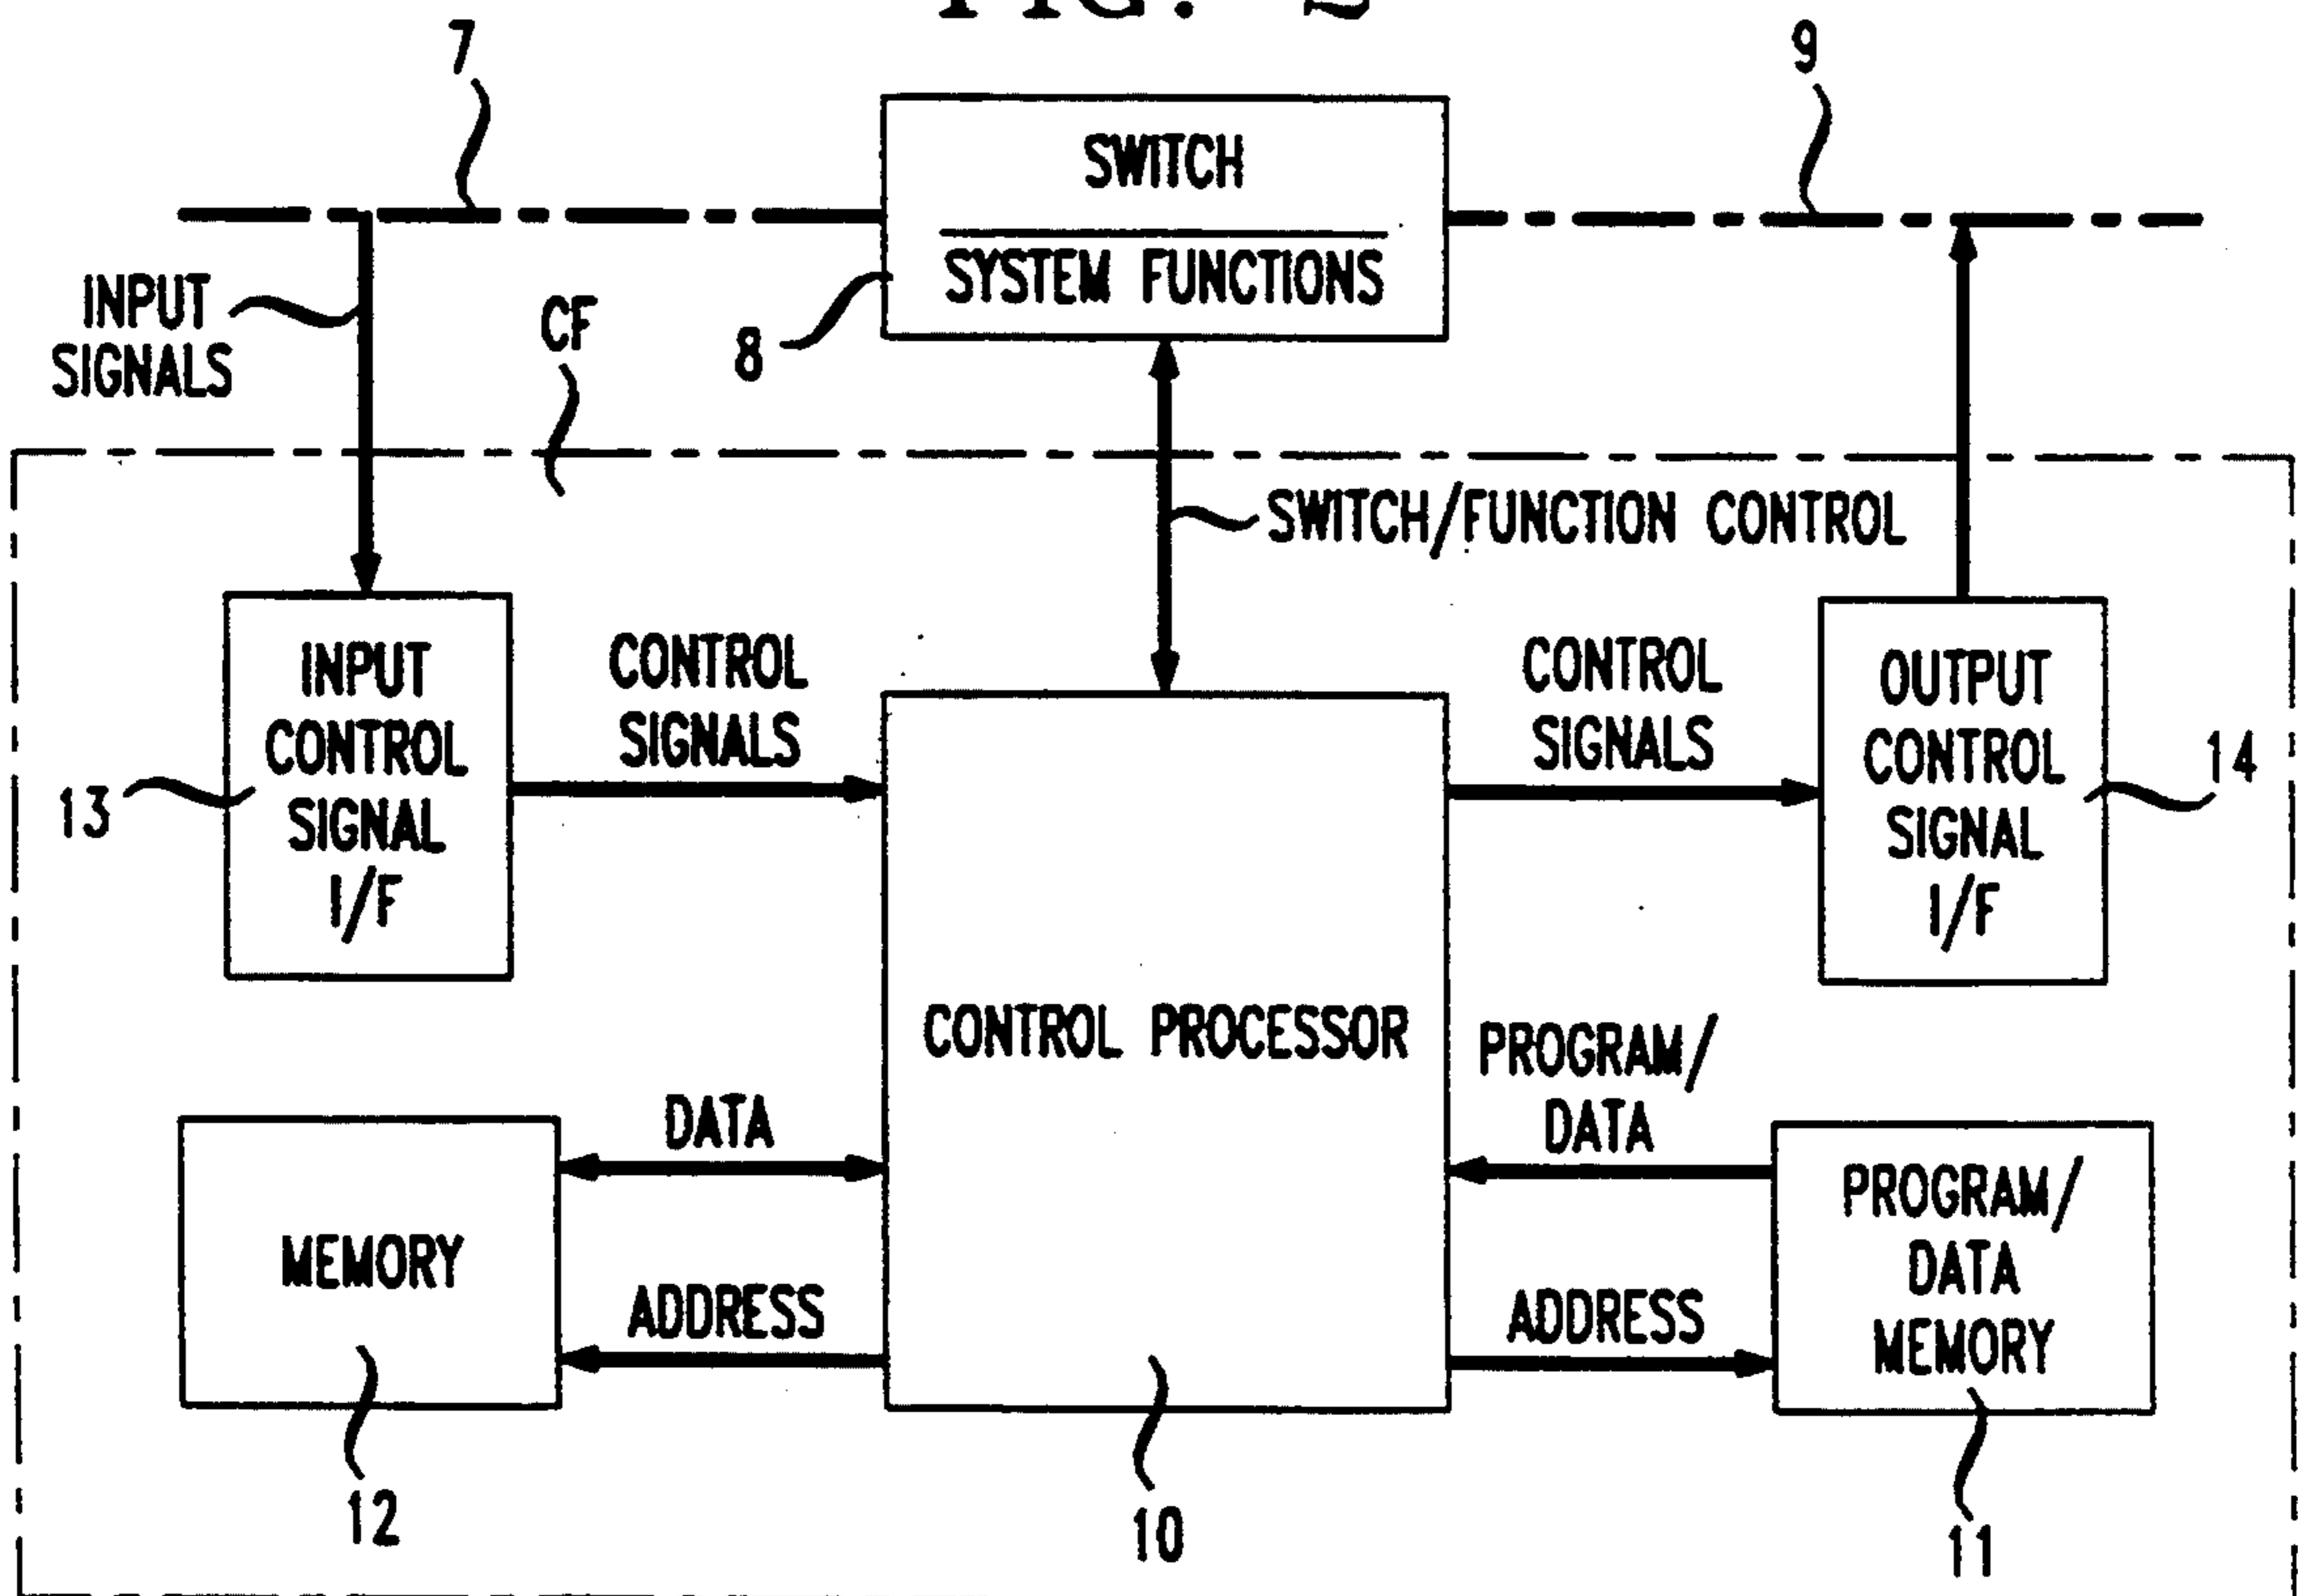 FIG. 2
7
9
SWITCH
SYSTEM FUNCTIONS
8
INPUT
SIGNALS
CF
SWITCH/FUNCTION CONTROL
INPUT
CONTROL
SIGNAL
I/F
13
CONTROL
SIGNALS
CONTROL
SIGNALS
OUTPUT
CONTROL
SIGNAL
I/F
14
CONTROL PROCESSOR
PROGRAM/
DATA
DATA
MEMORY
ADDRESS
ADDRESS
PROGRAM/
DATA
MEMORY
12
10
11